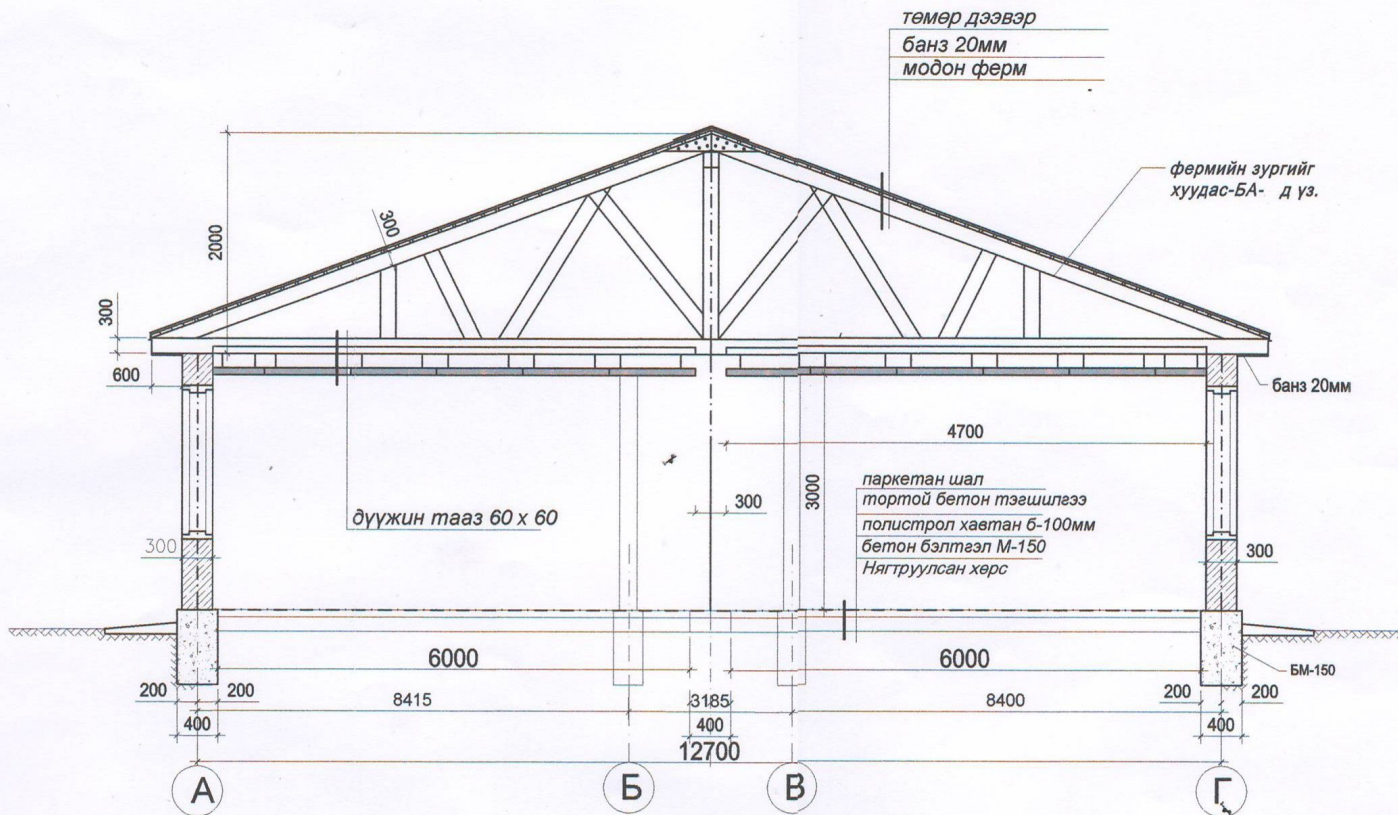 төмөр дээвэр
банз 20мм
модон ферм
фермийн зургийг
хуудас-БА- д үз.
2000
300
300
600
банз 20мм
4700
3000
300
дүүжин тааз 60 x 60
паркетан шал
тортой бетон тэгшилгээ
полистрол хавтан б-100мм
бетон бэлтгэл М-150
Нягтруулсан хөрс
300
300
6000
6000
БМ-150
200
200
8415
3185
8400
200
200
400
400
400
12700
А
Б
В
Г